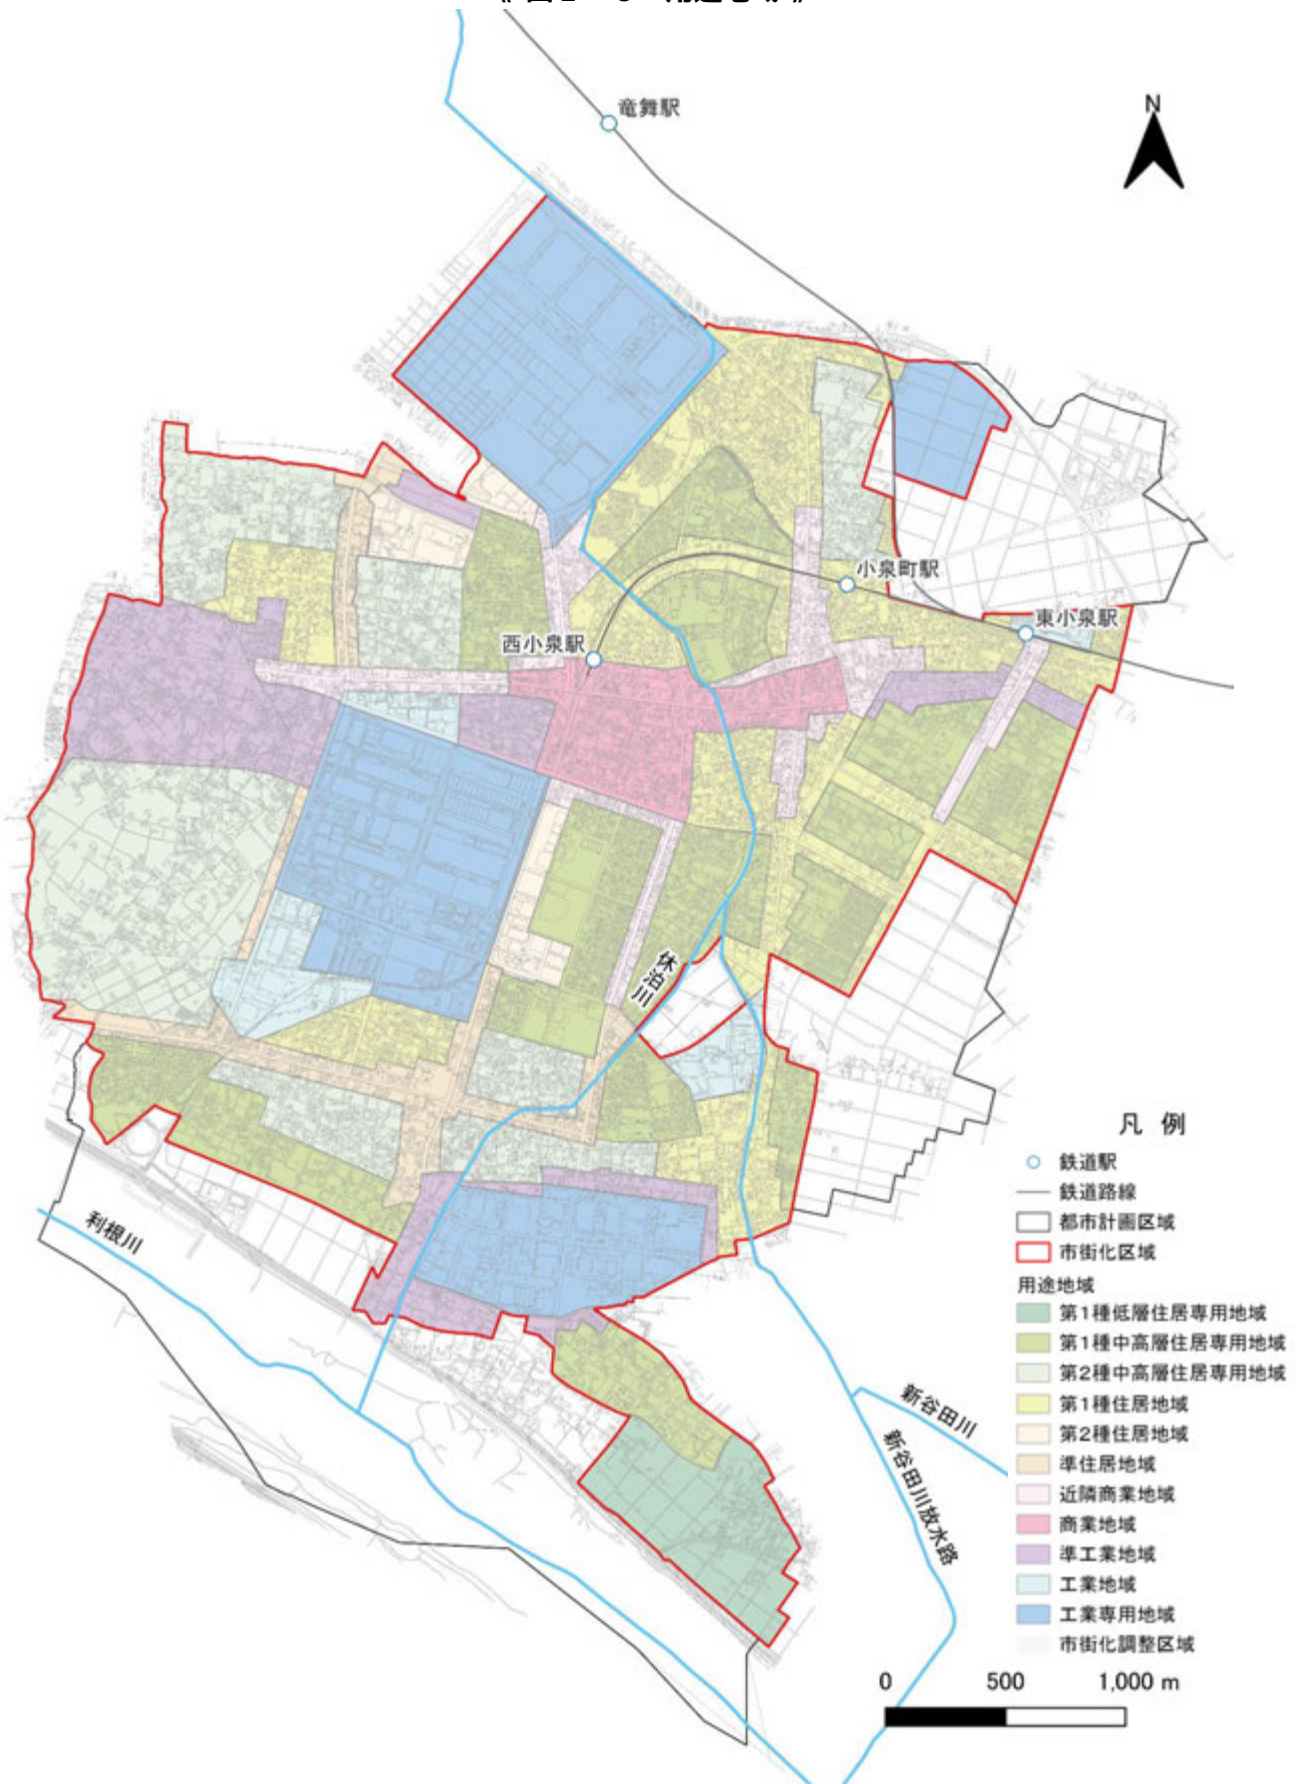 竜舞駅
N
小泉町駅
東小泉駅
西小泉駅
休泊川
利根川
新谷田川
新谷田川放水路
凡 例
鉄道駅
鉄道路線
都市計画区域
市街化区域
用途地域
第1種低層住居専用地域
第1種中高層住居専用地域
第2種中高層住居専用地域
第1種住居地域
第2種住居地域
準住居地域
近隣商業地域
商業地域
準工業地域
工業地域
工業専用地域
市街化調整区域
0 500 1,000 m